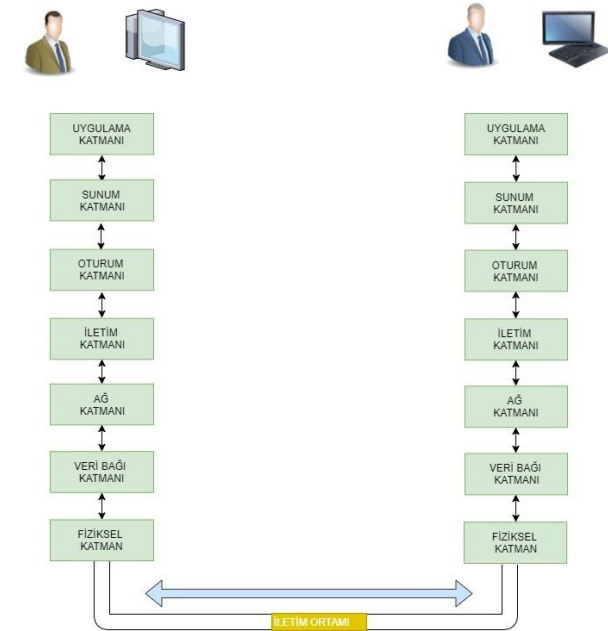 UYGULAMA
KATMANI
SUNUM
KATMANI
OTURUM
KATMANI
İLETİM
KATMANI
AĞ
KATMANI
VERİ BAĞI
KATMANI
FİZİKSEL
KATMAN
UYGULAMA
KATMANI
SUNUM
KATMANI
OTURUM
KATMANI
İLETİM
KATMANI
AĞ
KATMANI
VERİ BAĞI
KATMANI
FİZİKSEL
KATMAN
İLETİM ORTAMI